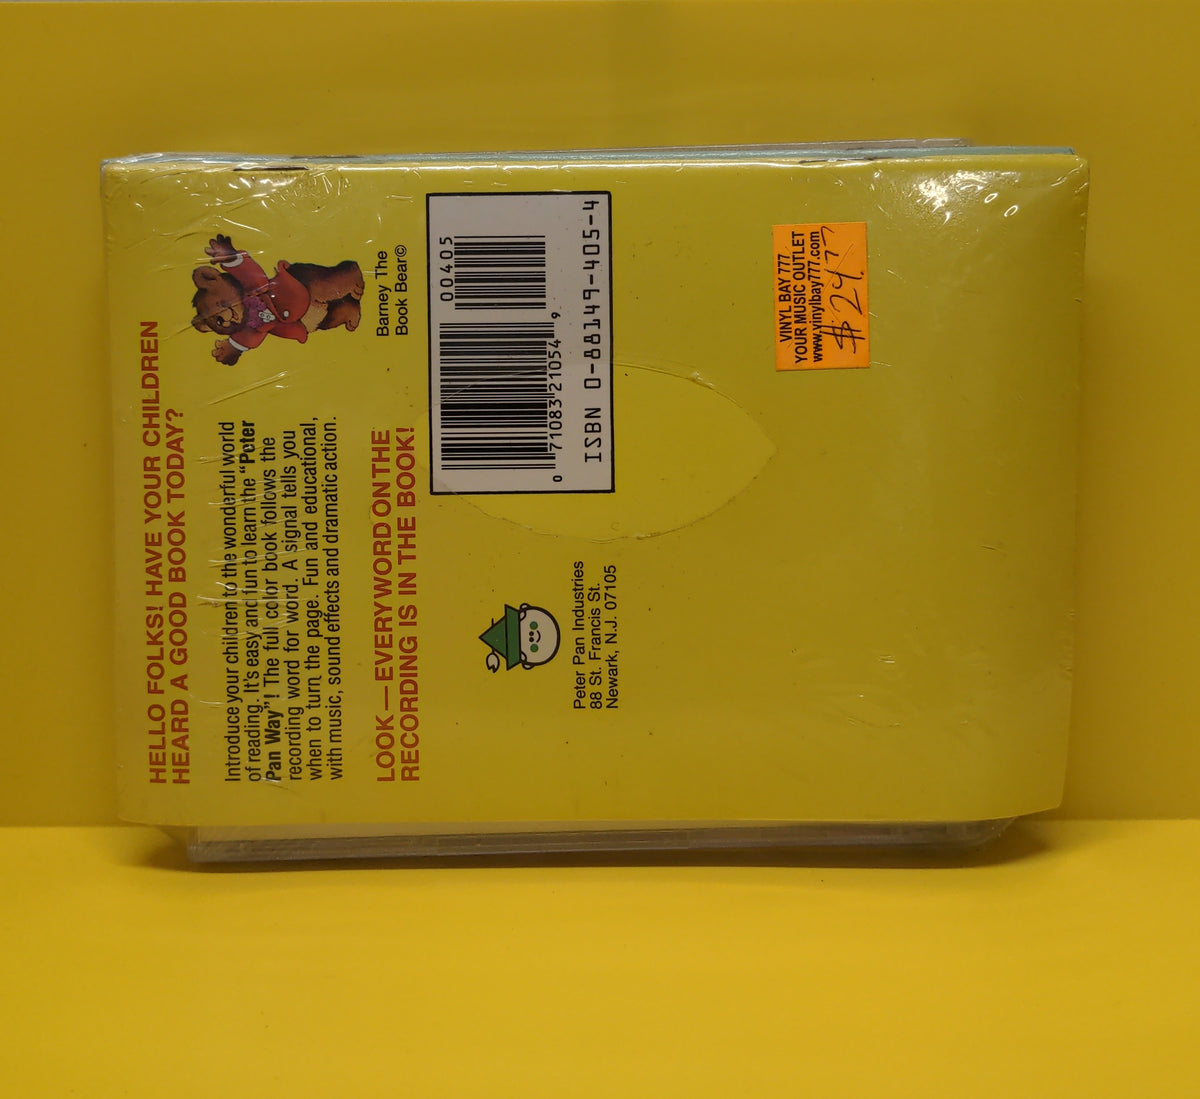 HELLO FOLKS! HAVE YOUR CHILDREN
HEARD A GOOD BOOK TODAY?
Introduce your children to the wonderful world
of reading. It's easy and fun to learn the "Peter
Pan Way"! The full color book follows the
recording word for word. A signal tells you
when to turn the page. Fun and educational,
with music, sound effects and dramatic action.
Barney The
Book Bear©
LOOK — EVERY WORD ON THE
RECORDING IS IN THE BOOK!
00405
0 71083 21054 9
ISBN 0-88149-405-4
Peter Pan Industries
88 St. Francis St.
Newark, N.J. 07105
VINYL BAY 777
YOUR MUSIC OUTLET
www.vinylbay777.com
$24.77